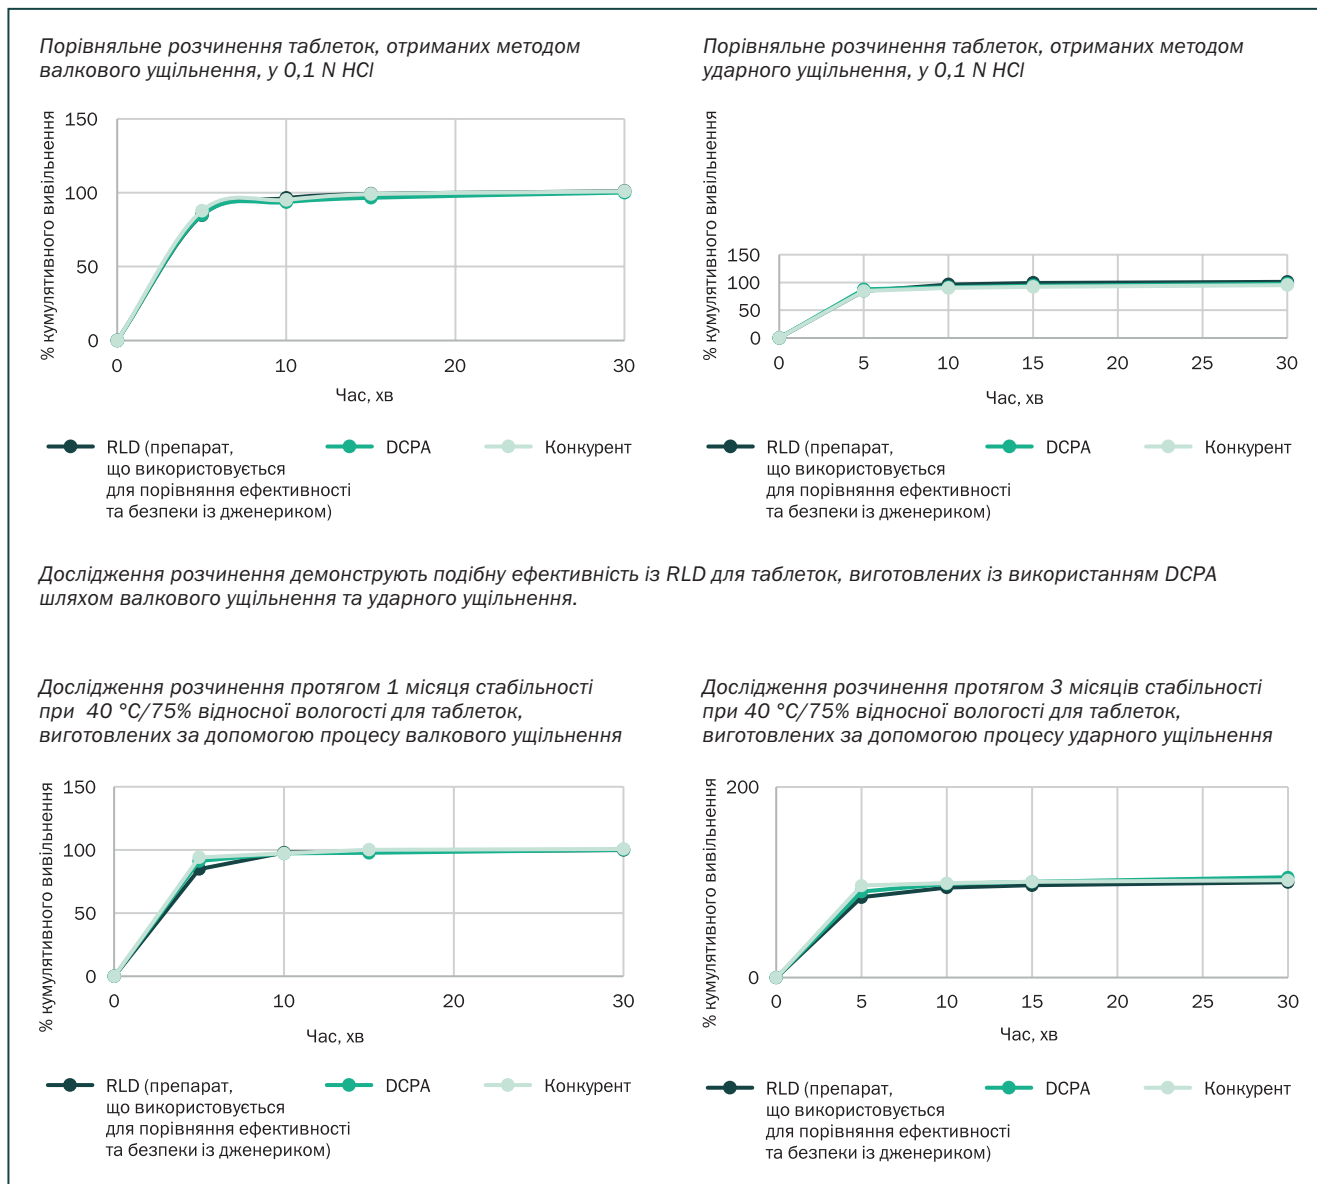 Порівняльне розчинення таблеток, отриманих методом
валкового ущільнення, у 0,1 N HCl
% кумулятивного вивільнення
150
100
50
0
0
10
20
30
Час, хв
RLD (препарат,
що використовується
для порівняння ефективності
та безпеки із дженериком)
DCPA
Конкурент
Порівняльне розчинення таблеток, отриманих методом
ударного ущільнення, у 0,1 N HCl
% кумулятивного вивільнення
150
100
50
0
0
5
10
15
20
25
30
Час, хв
RLD (препарат,
що використовується
для порівняння ефективності
та безпеки із дженериком)
DCPA
Конкурент
Дослідження розчинення демонструють подібну ефективність із RLD для таблеток, виготовлених із використанням DCPA
шляхом валкового ущільнення та ударного ущільнення.
Дослідження розчинення протягом 1 місяця стабільності
при 40 °C/75% відносної вологості для таблеток,
виготовлених за допомогою процесу валкового ущільнення
% кумулятивного вивільнення
150
100
50
0
0
10
20
30
Час, хв
RLD (препарат,
що використовується
для порівняння ефективності
та безпеки із дженериком)
DCPA
Конкурент
Дослідження розчинення протягом 3 місяців стабільності
при 40 °C/75% відносної вологості для таблеток,
виготовлених за допомогою процесу ударного ущільнення
% кумулятивного вивільнення
200
0
0
5
10
15
20
25
30
Час, хв
RLD (препарат,
що використовується
для порівняння ефективності
та безпеки із дженериком)
DCPA
Конкурент